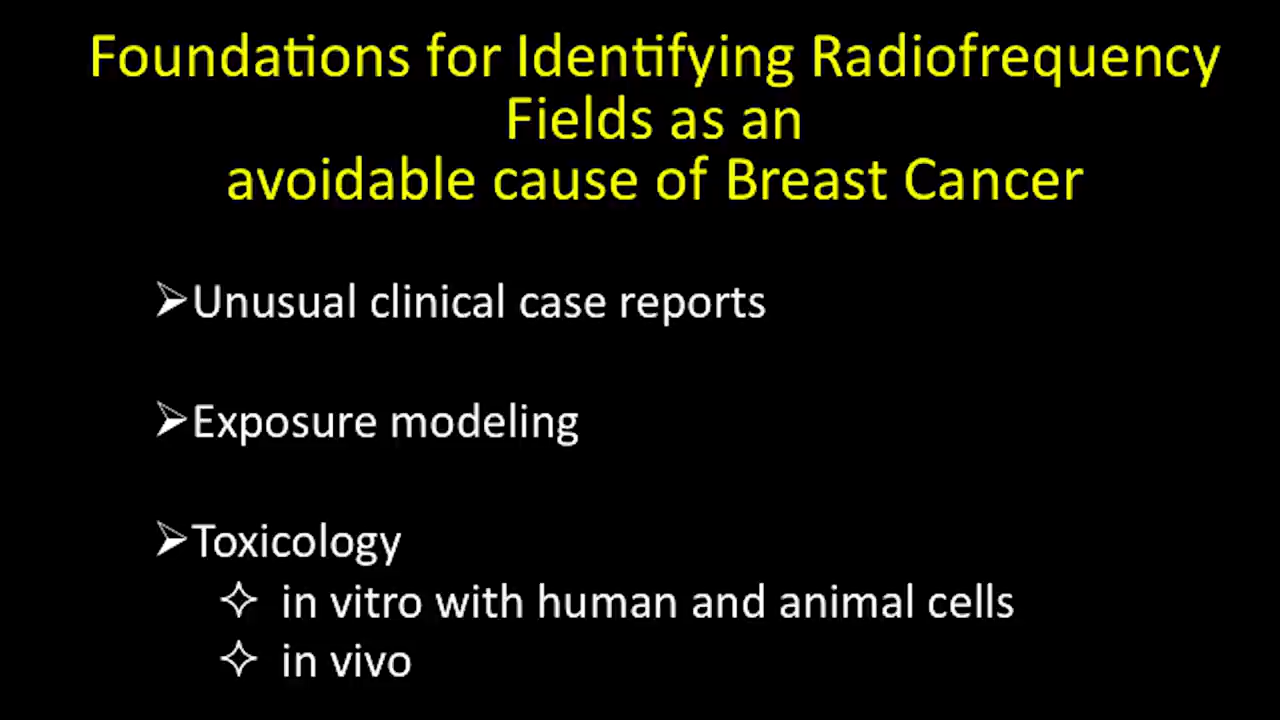 Foundations for Identifying Radiofrequency
Fields as an
avoidable cause of Breast Cancer
➢Unusual clinical case reports
➢Exposure modeling
➢Toxicology
✧ in vitro with human and animal cells
✧ in vivo